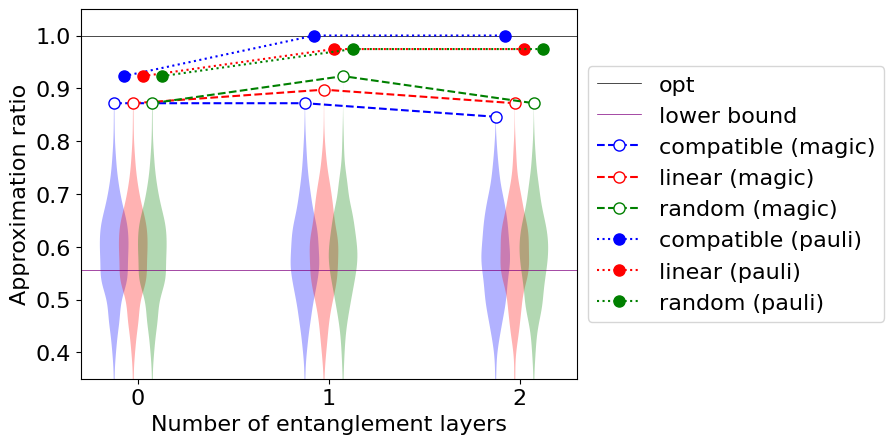 1.0
0.9
0.8
0.7
0.6
0.5
0.4
Approximation ratio
0 1 2
Number of entanglement layers
opt
lower bound
compatible (magic)
linear (magic)
random (magic)
compatible (pauli)
linear (pauli)
random (pauli)